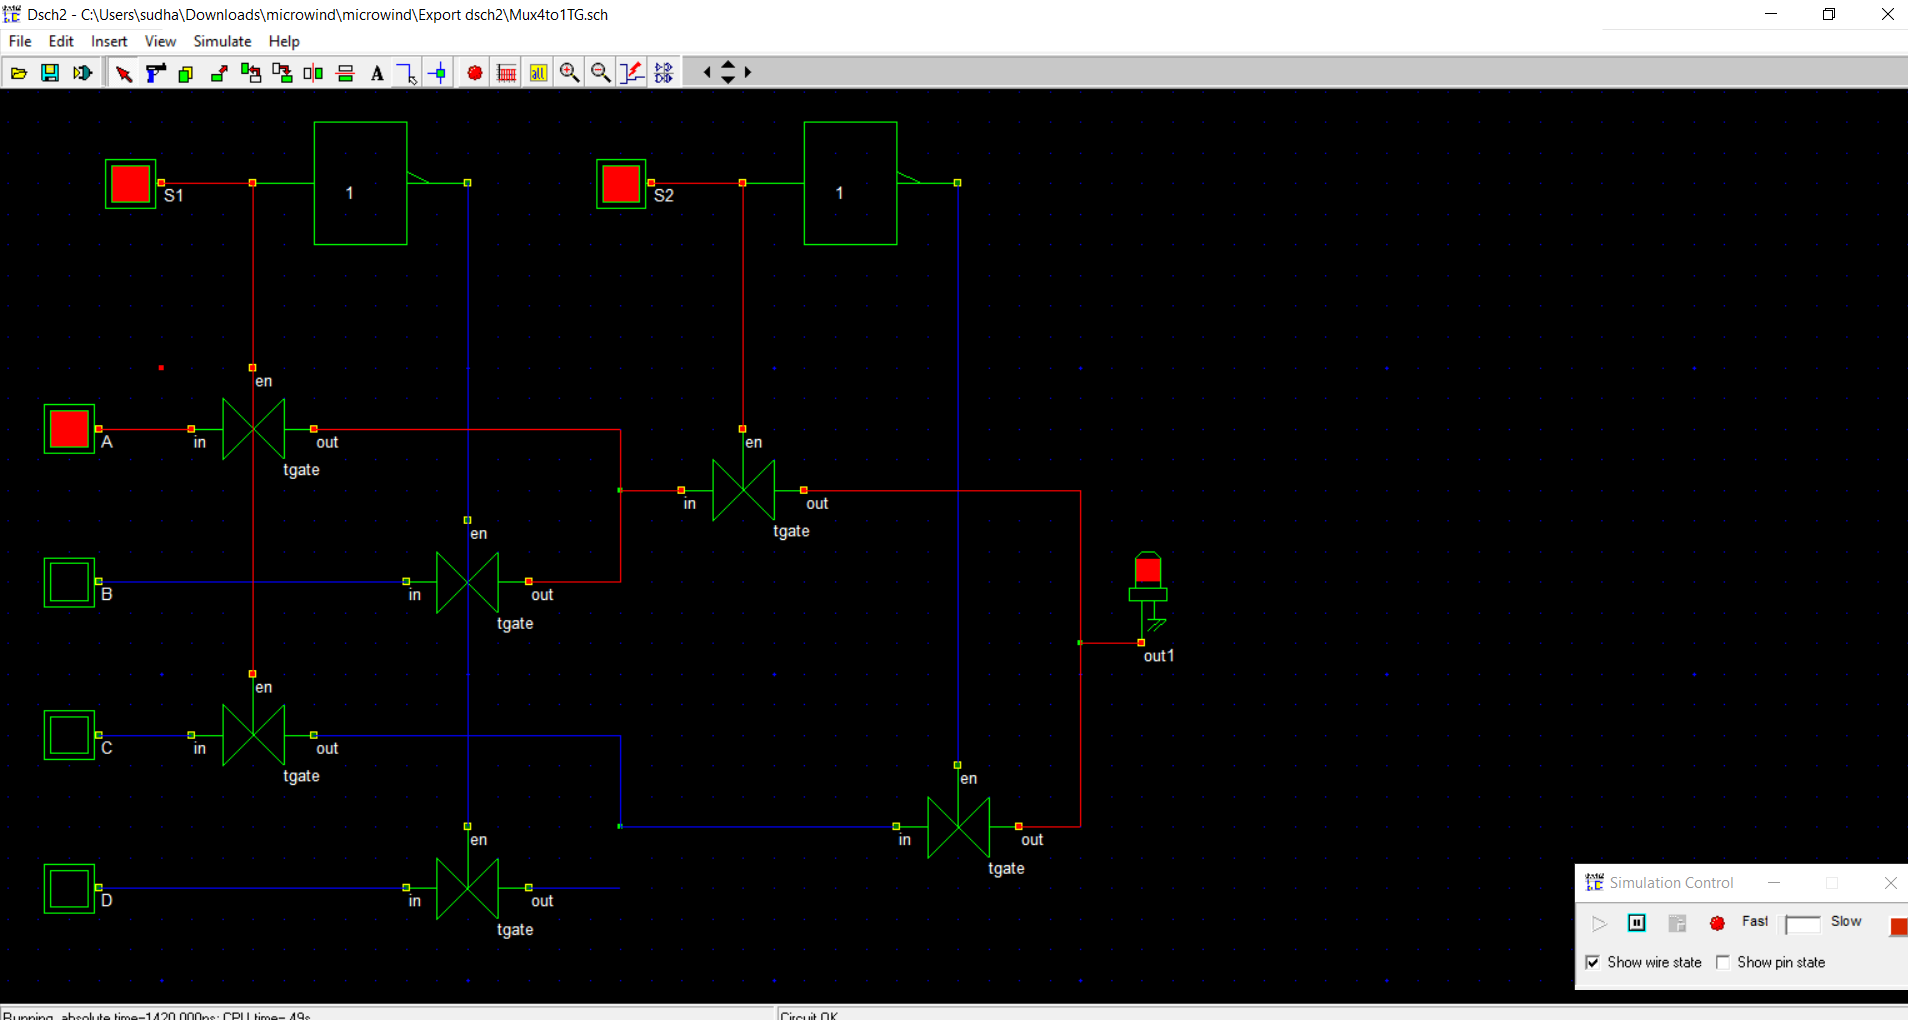 Dsch2 - C:\Users\sudha\Downloads\microwind\microwind\Export dsch2\Mux4to1TG.sch
File Edit Insert View Simulate Help
A all
1 1
S1 S2
en
A in out en
tgate in out
en tgate
B in out
tgate out1
en
C in out
tgate en
en in out
D in out tgate
tgate
Simulation Control
Fast Slow
Show wire state Show pin state
Running, absolute time=1420.000ns; CPU time= 49s Circuit OK